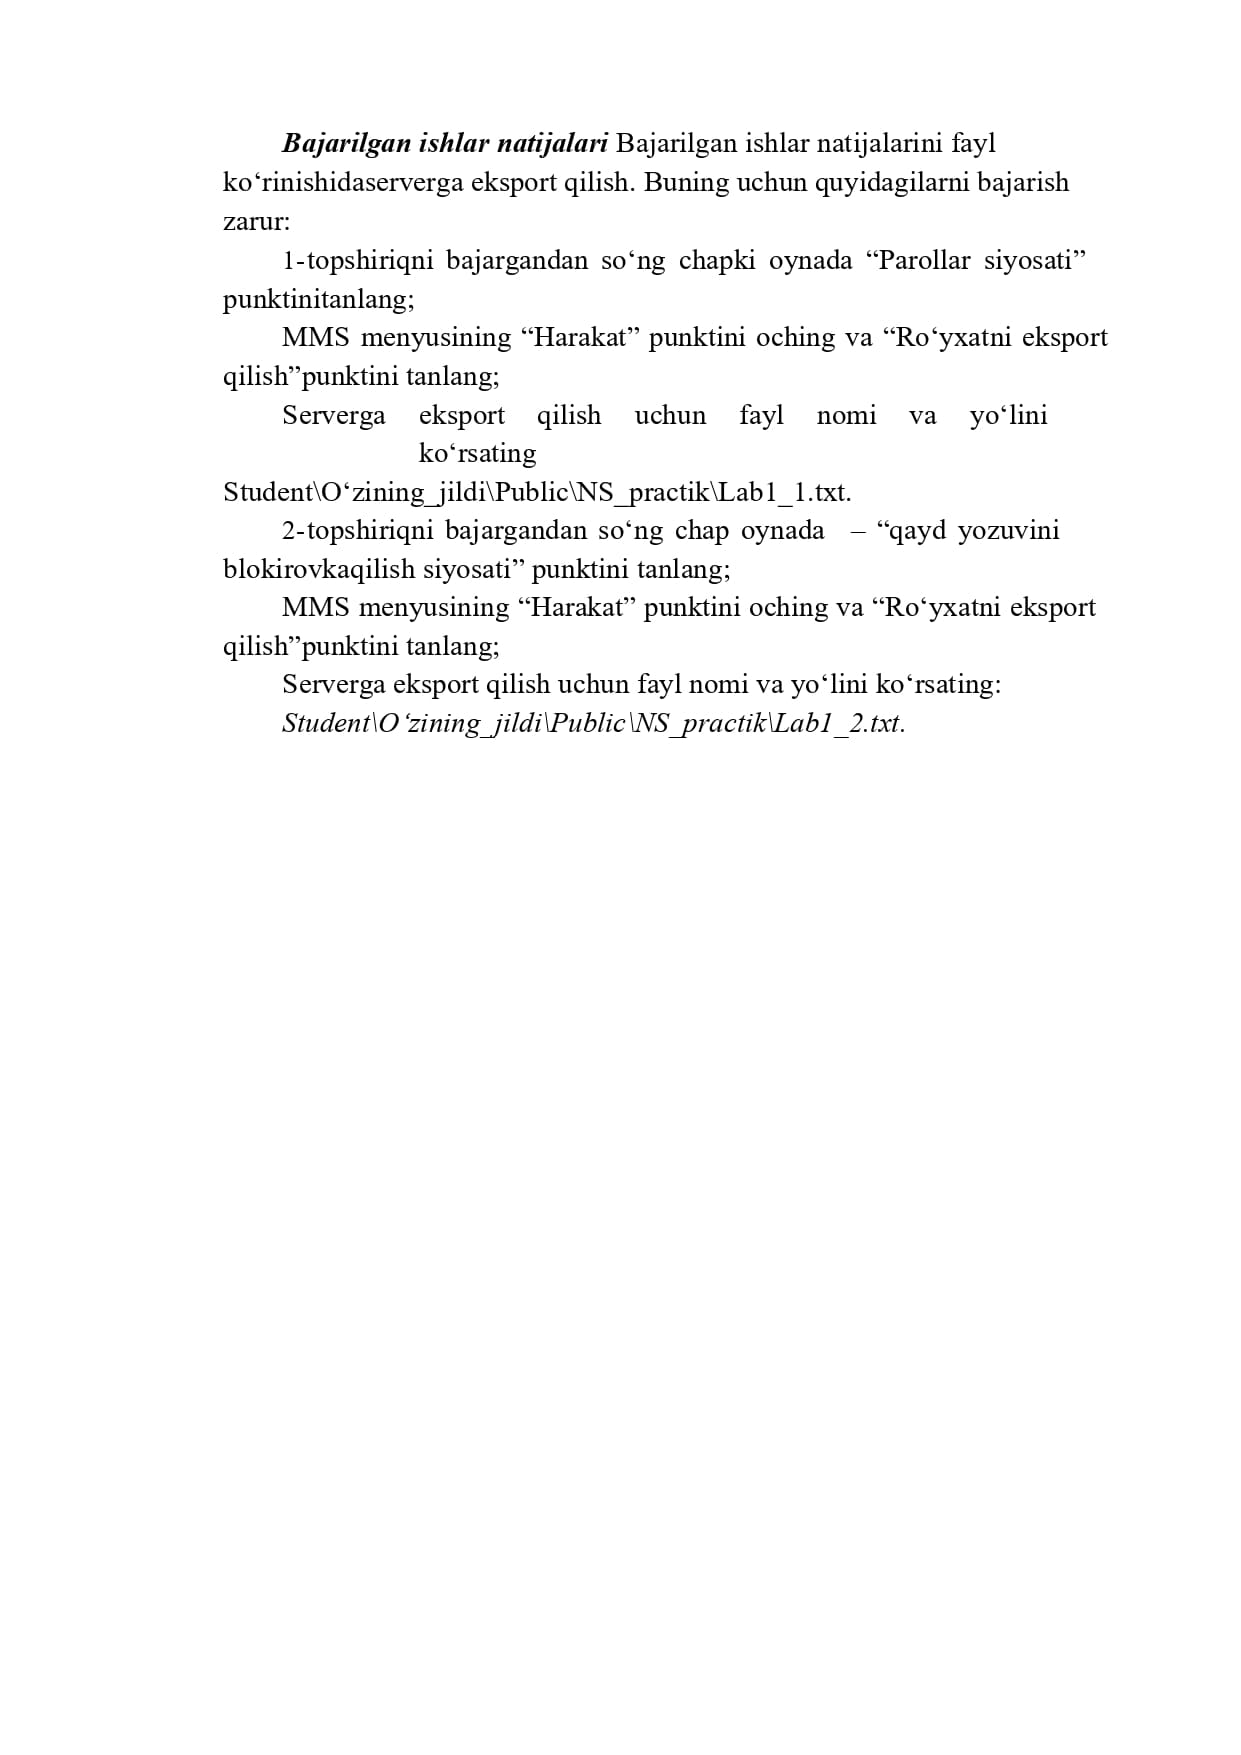 Bajarilgan ishlar natijalari Bajarilgan ishlar natijalarini fayl
ko‘rinishidaserverga eksport qilish. Buning uchun quyidagilarni bajarish
zarur:
1-topshiriqni bajargandan so‘ng chapki oynada “Parollar siyosati”
punktinitanlang;
MMS menyusining “Harakat” punktini oching va “Ro‘yxatni eksport
qilish”punktini tanlang;
Serverga eksport qilish uchun fayl nomi va yo‘lini
ko‘rsating
Student\O‘zining_jildi\Public\NS_practik\Lab1_1.txt.
2-topshiriqni bajargandan so‘ng chap oynada – “qayd yozuvini
blokirovkaqilish siyosati” punktini tanlang;
MMS menyusining “Harakat” punktini oching va “Ro‘yxatni eksport
qilish”punktini tanlang;
Serverga eksport qilish uchun fayl nomi va yo‘lini ko‘rsating:
Student\O‘zining_jildi\Public\NS_practik\Lab1_2.txt.